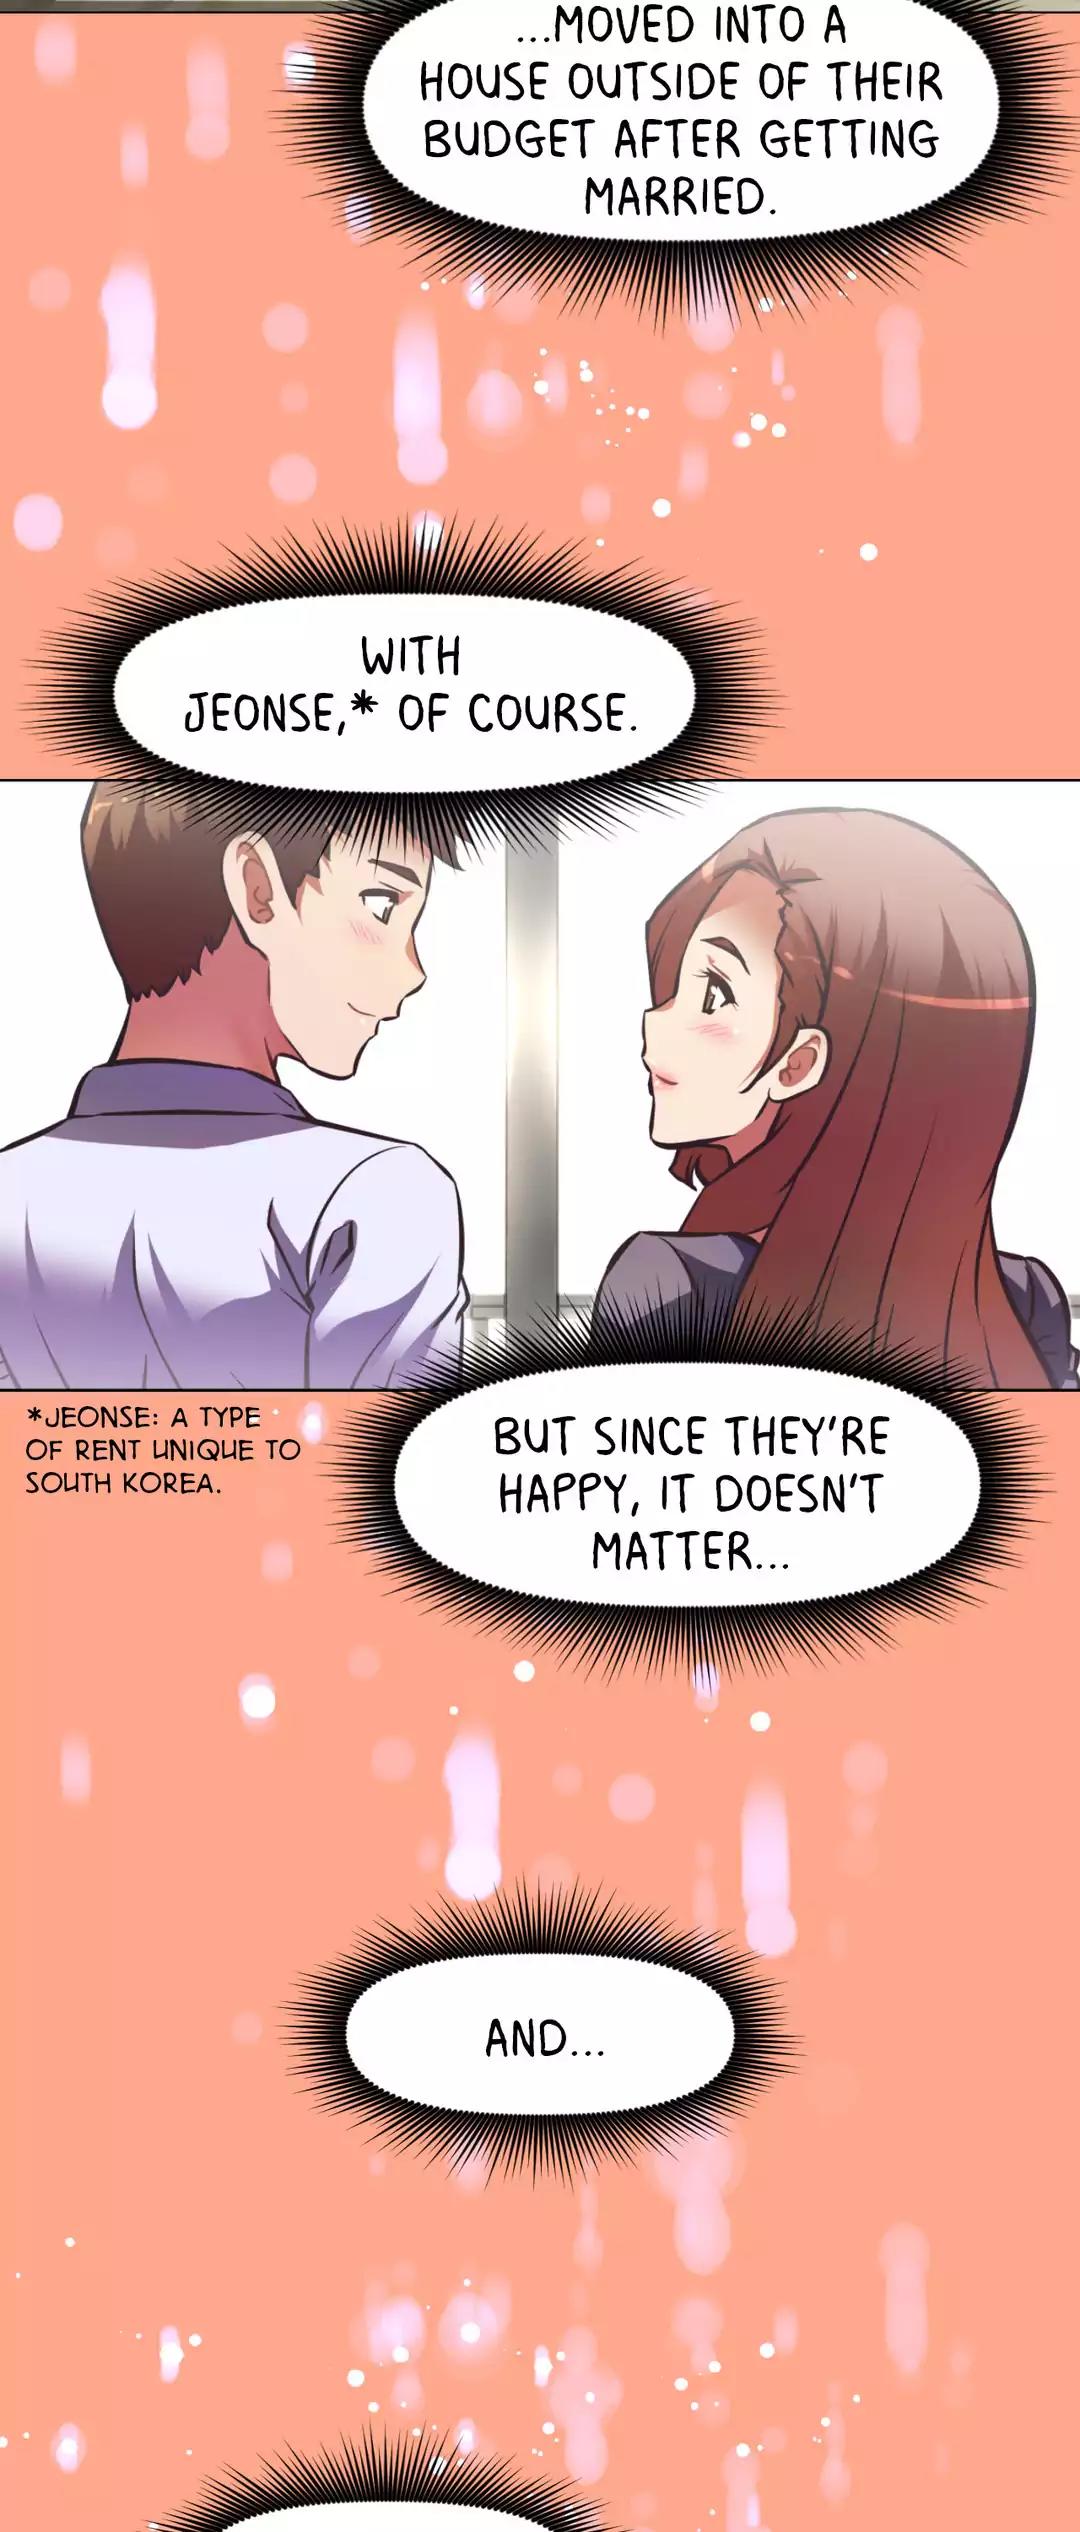 ...MOVED INTO A
HOUSE OUTSIDE OF THEIR
BUDGET AFTER GETTING
MARRIED.
WITH
JEONSE,* OF COURSE.
*JEONSE: A TYPE
OF RENT UNIQUE TO
SOUTH KOREA.
BUT SINCE THEY'RE
HAPPY, IT DOESN'T
MATTER...
AND...